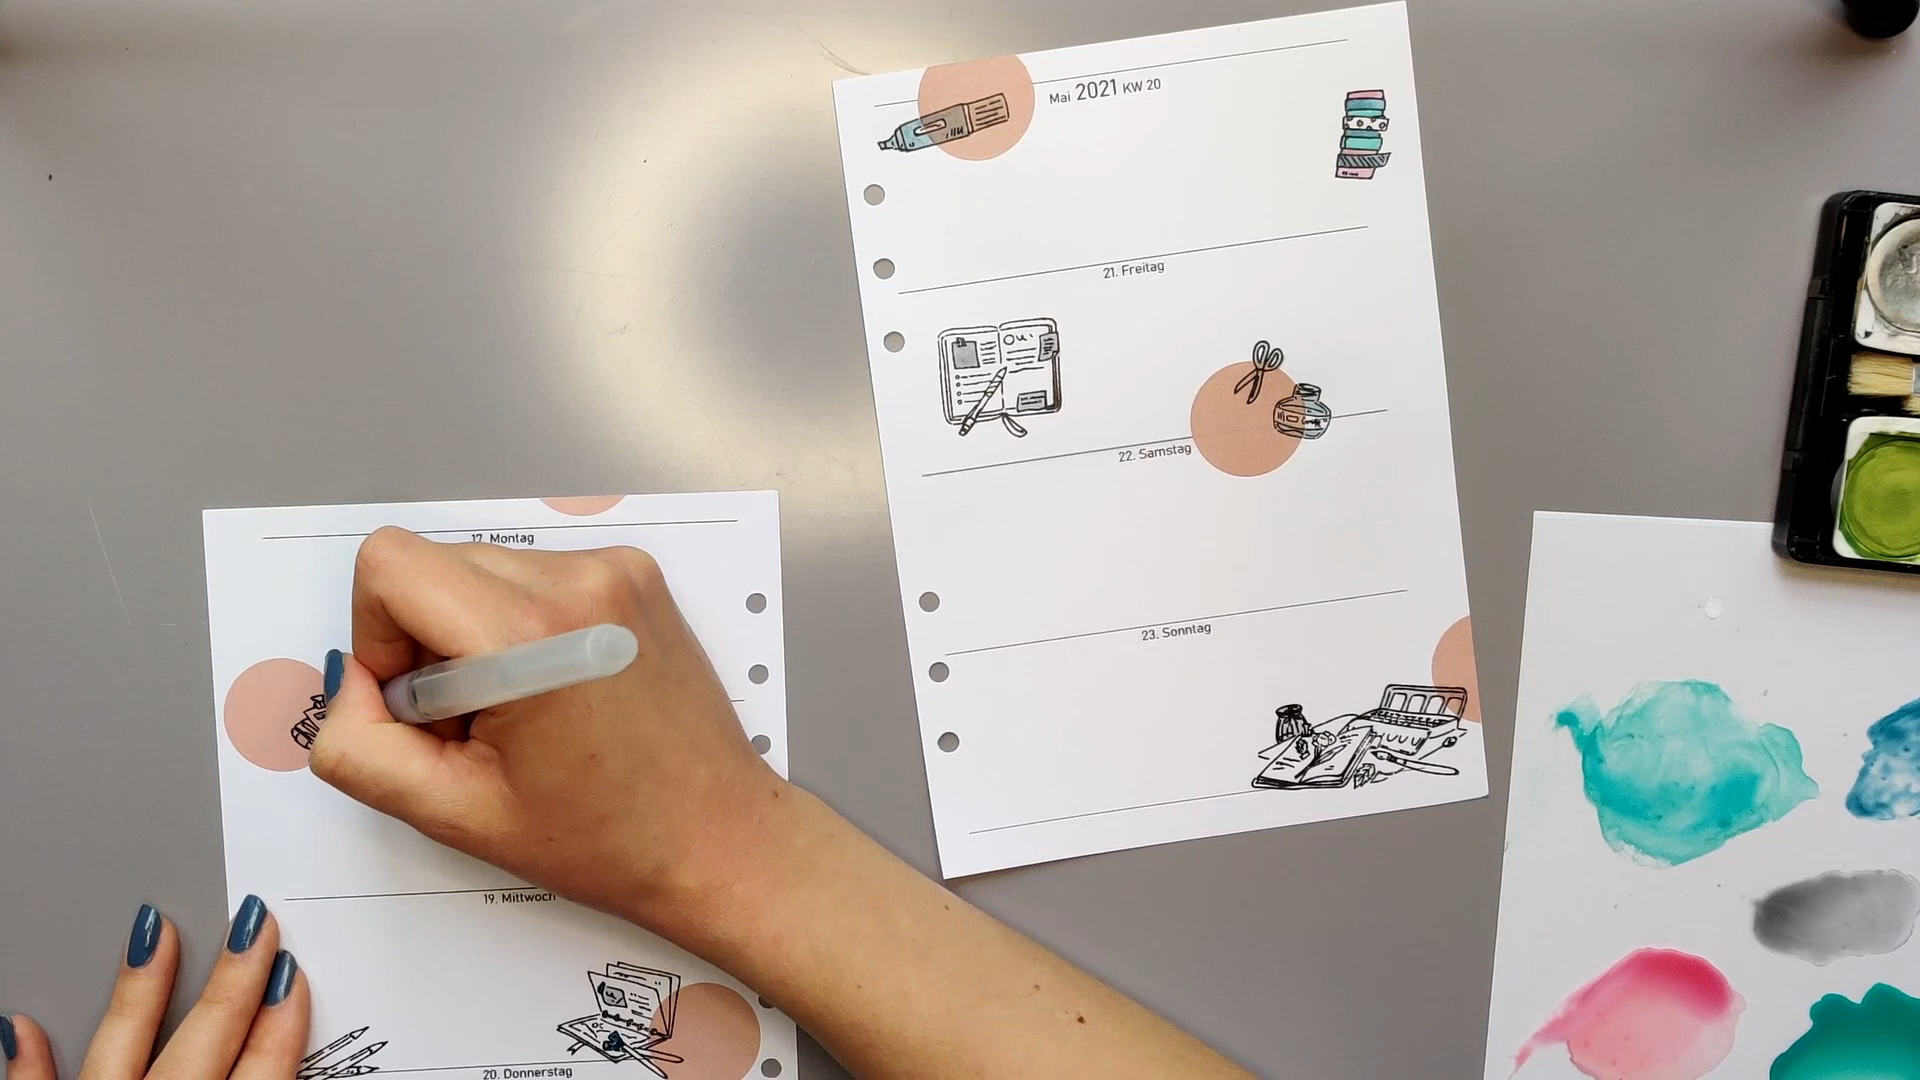 Mai 2021 KW 20
21. Freitag
22. Samstag
23. Sonntag
17. Montag
19. Mittwoch
20. Donnerstag